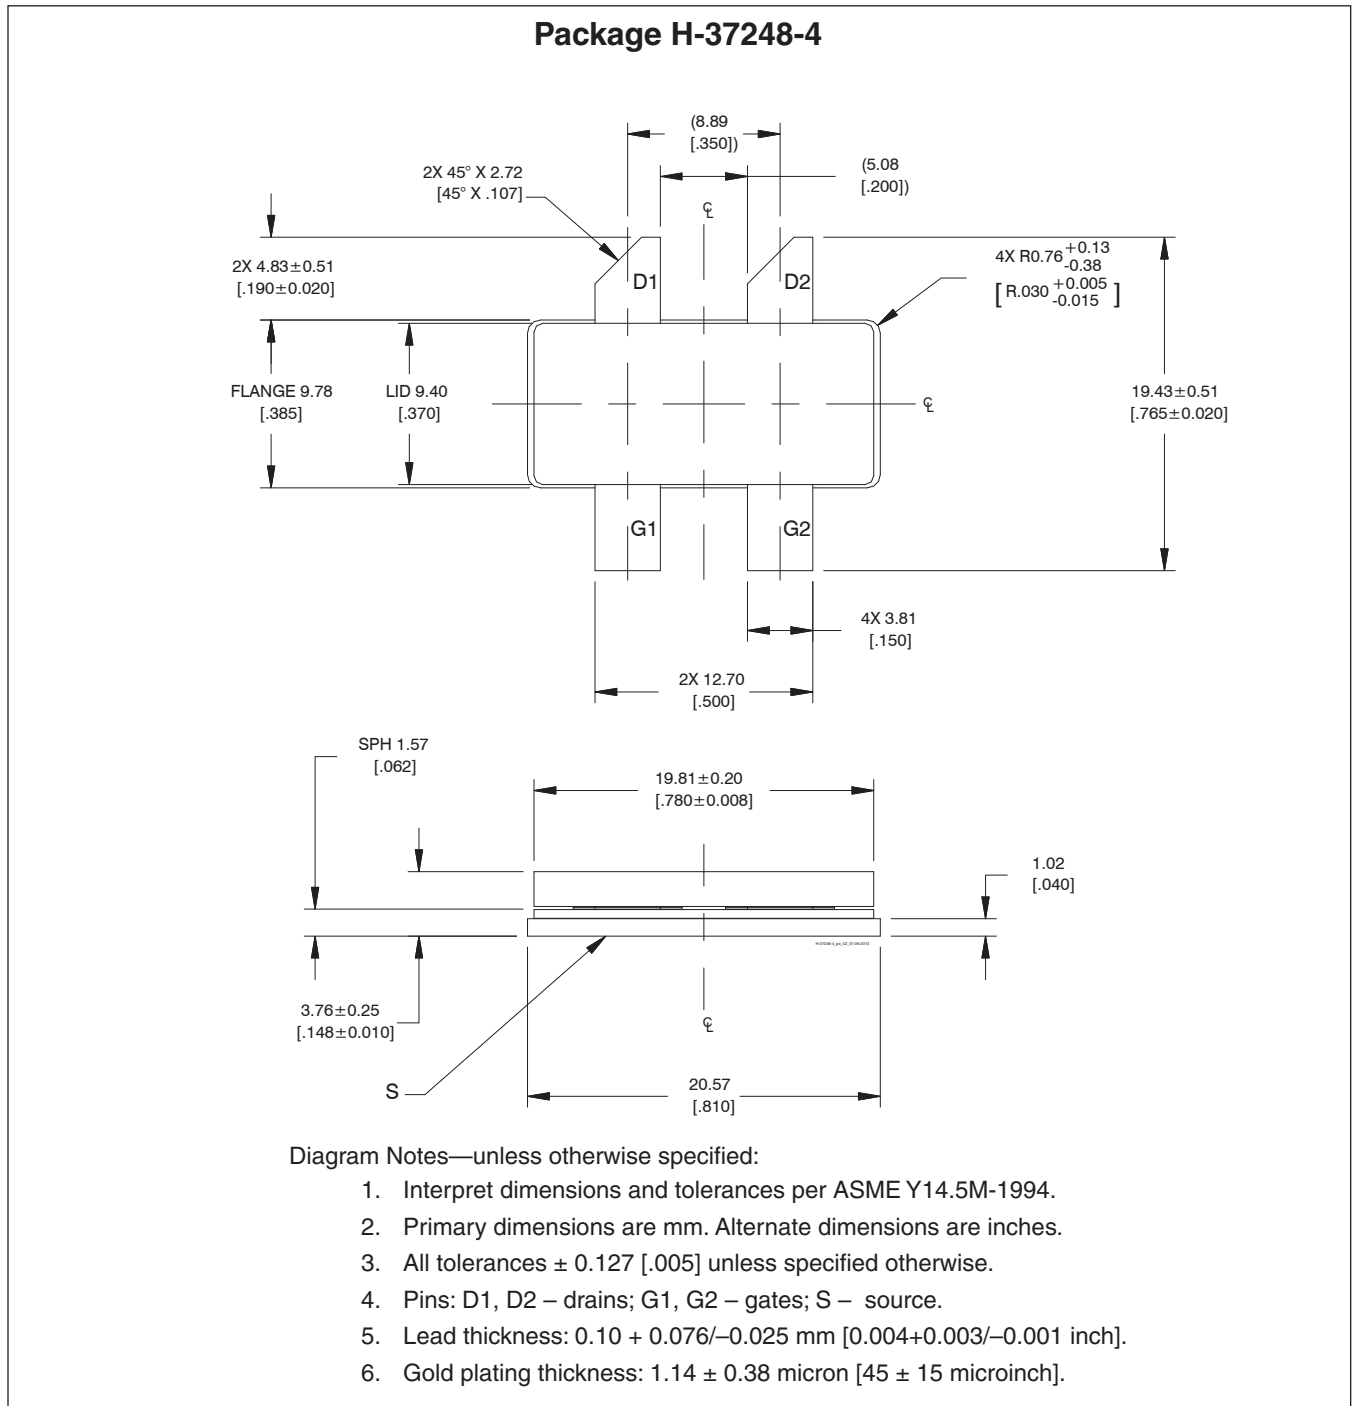 Package H-37248-4
(8.89
[.350])
2X 45° X 2.72
[45° X .107]
(5.08
[.200])
℄
2X 4.83±0.51
[.190±0.020]
D1
D2
4X R0.76 +0.13
-0.38
[ R.030 +0.005
-0.015 ]
FLANGE 9.78
[.385]
LID 9.40
[.370]
℄
19.43±0.51
[.765±0.020]
G1
G2
4X 3.81
[.150]
2X 12.70
[.500]
SPH 1.57
[.062]
19.81±0.20
[.780±0.008]
1.02
[.040]
3.76±0.25
[.148±0.010]
℄
S
20.57
[.810]
Diagram Notes—unless otherwise specified:
1. Interpret dimensions and tolerances per ASME Y14.5M-1994.
2. Primary dimensions are mm. Alternate dimensions are inches.
3. All tolerances ± 0.127 [.005] unless specified otherwise.
4. Pins: D1, D2 – drains; G1, G2 – gates; S – source.
5. Lead thickness: 0.10 + 0.076/–0.025 mm [0.004+0.003/–0.001 inch].
6. Gold plating thickness: 1.14 ± 0.38 micron [45 ± 15 microinch].